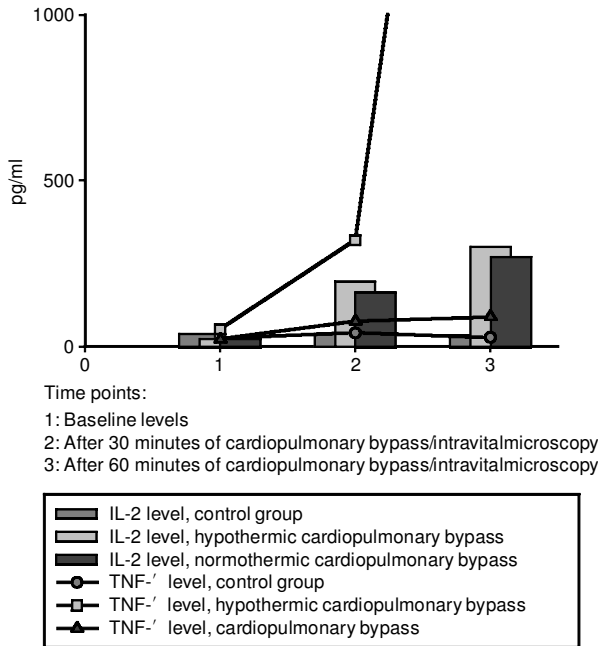 1000
pg/ml
500
0
0 1 2 3
Time points:
1: Baseline levels
2: After 30 minutes of cardiopulmonary bypass/intravitalmicroscopy
3: After 60 minutes of cardiopulmonary bypass/intravitalmicroscopy
IL-2 level, control group
IL-2 level, hypothermic cardiopulmonary bypass
IL-2 level, normothermic cardiopulmonary bypass
TNF-′ level, control group
TNF-′ level, hypothermic cardiopulmonary bypass
TNF-′ level, cardiopulmonary bypass